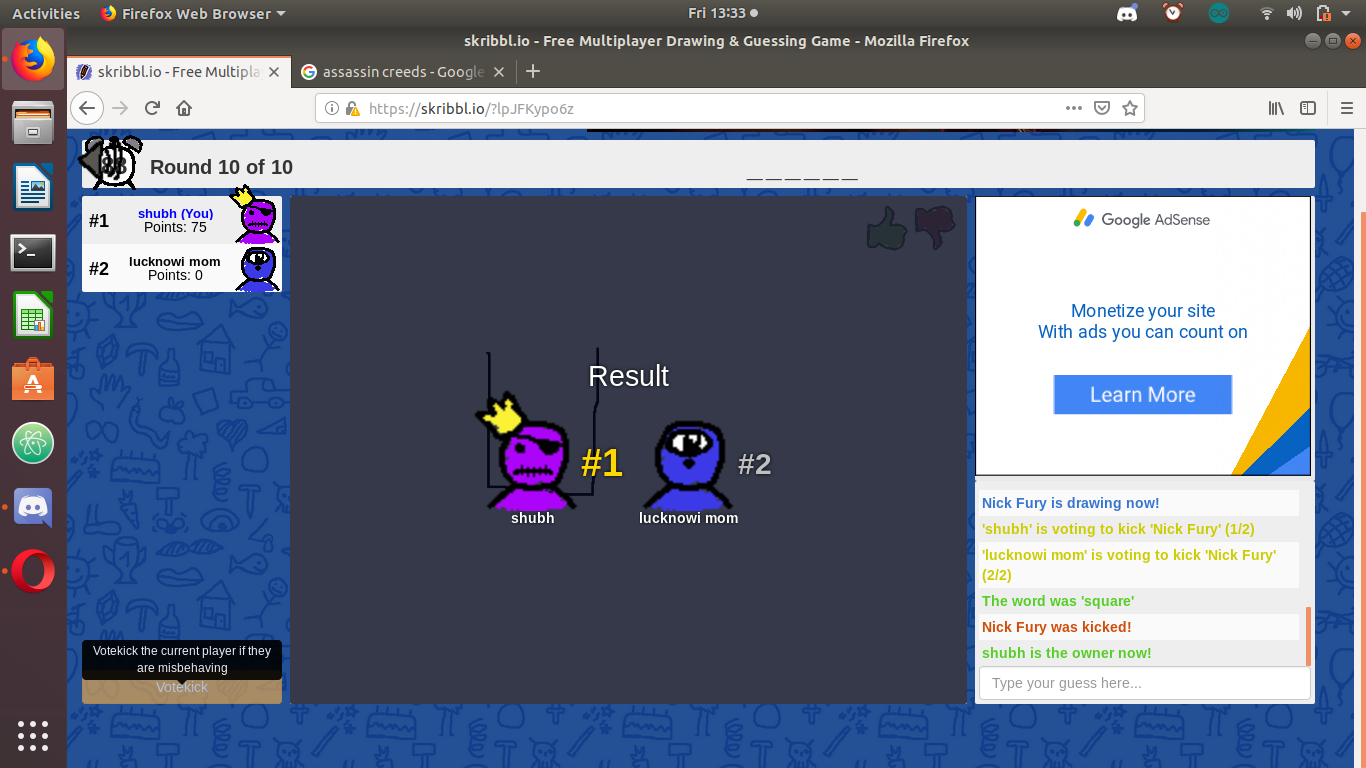 Activities
Firefox Web Browser
Fri 13:33
skribbl.io - Free Multiplayer Drawing & Guessing Game - Mozilla Firefox
skribbl.io - Free Multipla
assassin creeds - Google
https://skribbl.io/?lpJFKypo6z
Round 10 of 10
______
#1
shubh (You)
Points: 75
#2
lucknowi mom
Points: 0
Result
#1
#2
shubh
lucknowi mom
Google AdSense
Monetize your site
With ads you can count on
Learn More
Nick Fury is drawing now!
'shubh' is voting to kick 'Nick Fury' (1/2)
'lucknowi mom' is voting to kick 'Nick Fury'
(2/2)
The word was 'square'
Nick Fury was kicked!
shubh is the owner now!
Type your guess here...
Votekick the current player if they
are misbehaving
Votekick